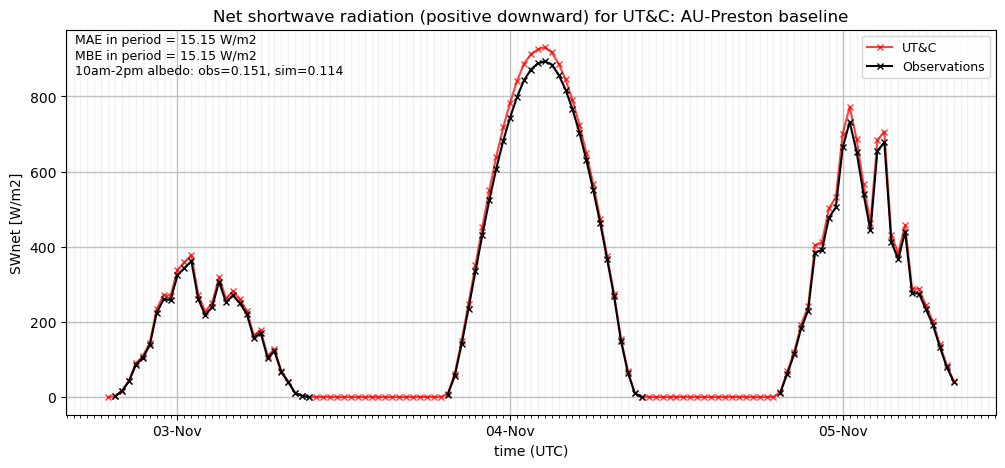 Net shortwave radiation (positive downward) for UT&C: AU-Preston baseline
MAE in period = 15.15 W/m2
MBE in period = 15.15 W/m2
10am-2pm albedo: obs=0.151, sim=0.114
UT&C
Observations
SWnet [W/m2]
800
600
400
200
0
03-Nov
04-Nov
05-Nov
time (UTC)